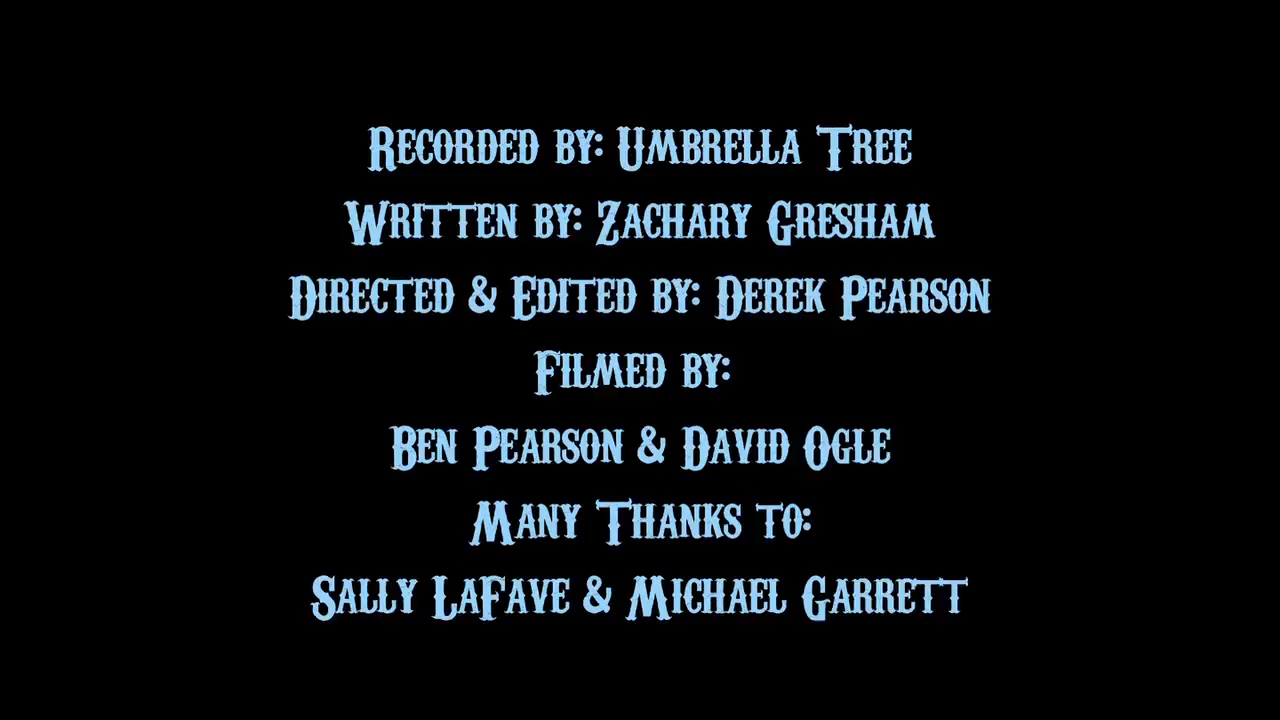 Recorded by: Umbrella Tree
Written by: Zachary Gresham
Directed & Edited by: Derek Pearson
Filmed by:
Ben Pearson & David Ogle
Many Thanks to:
Sally LaFave & Michael Garrett